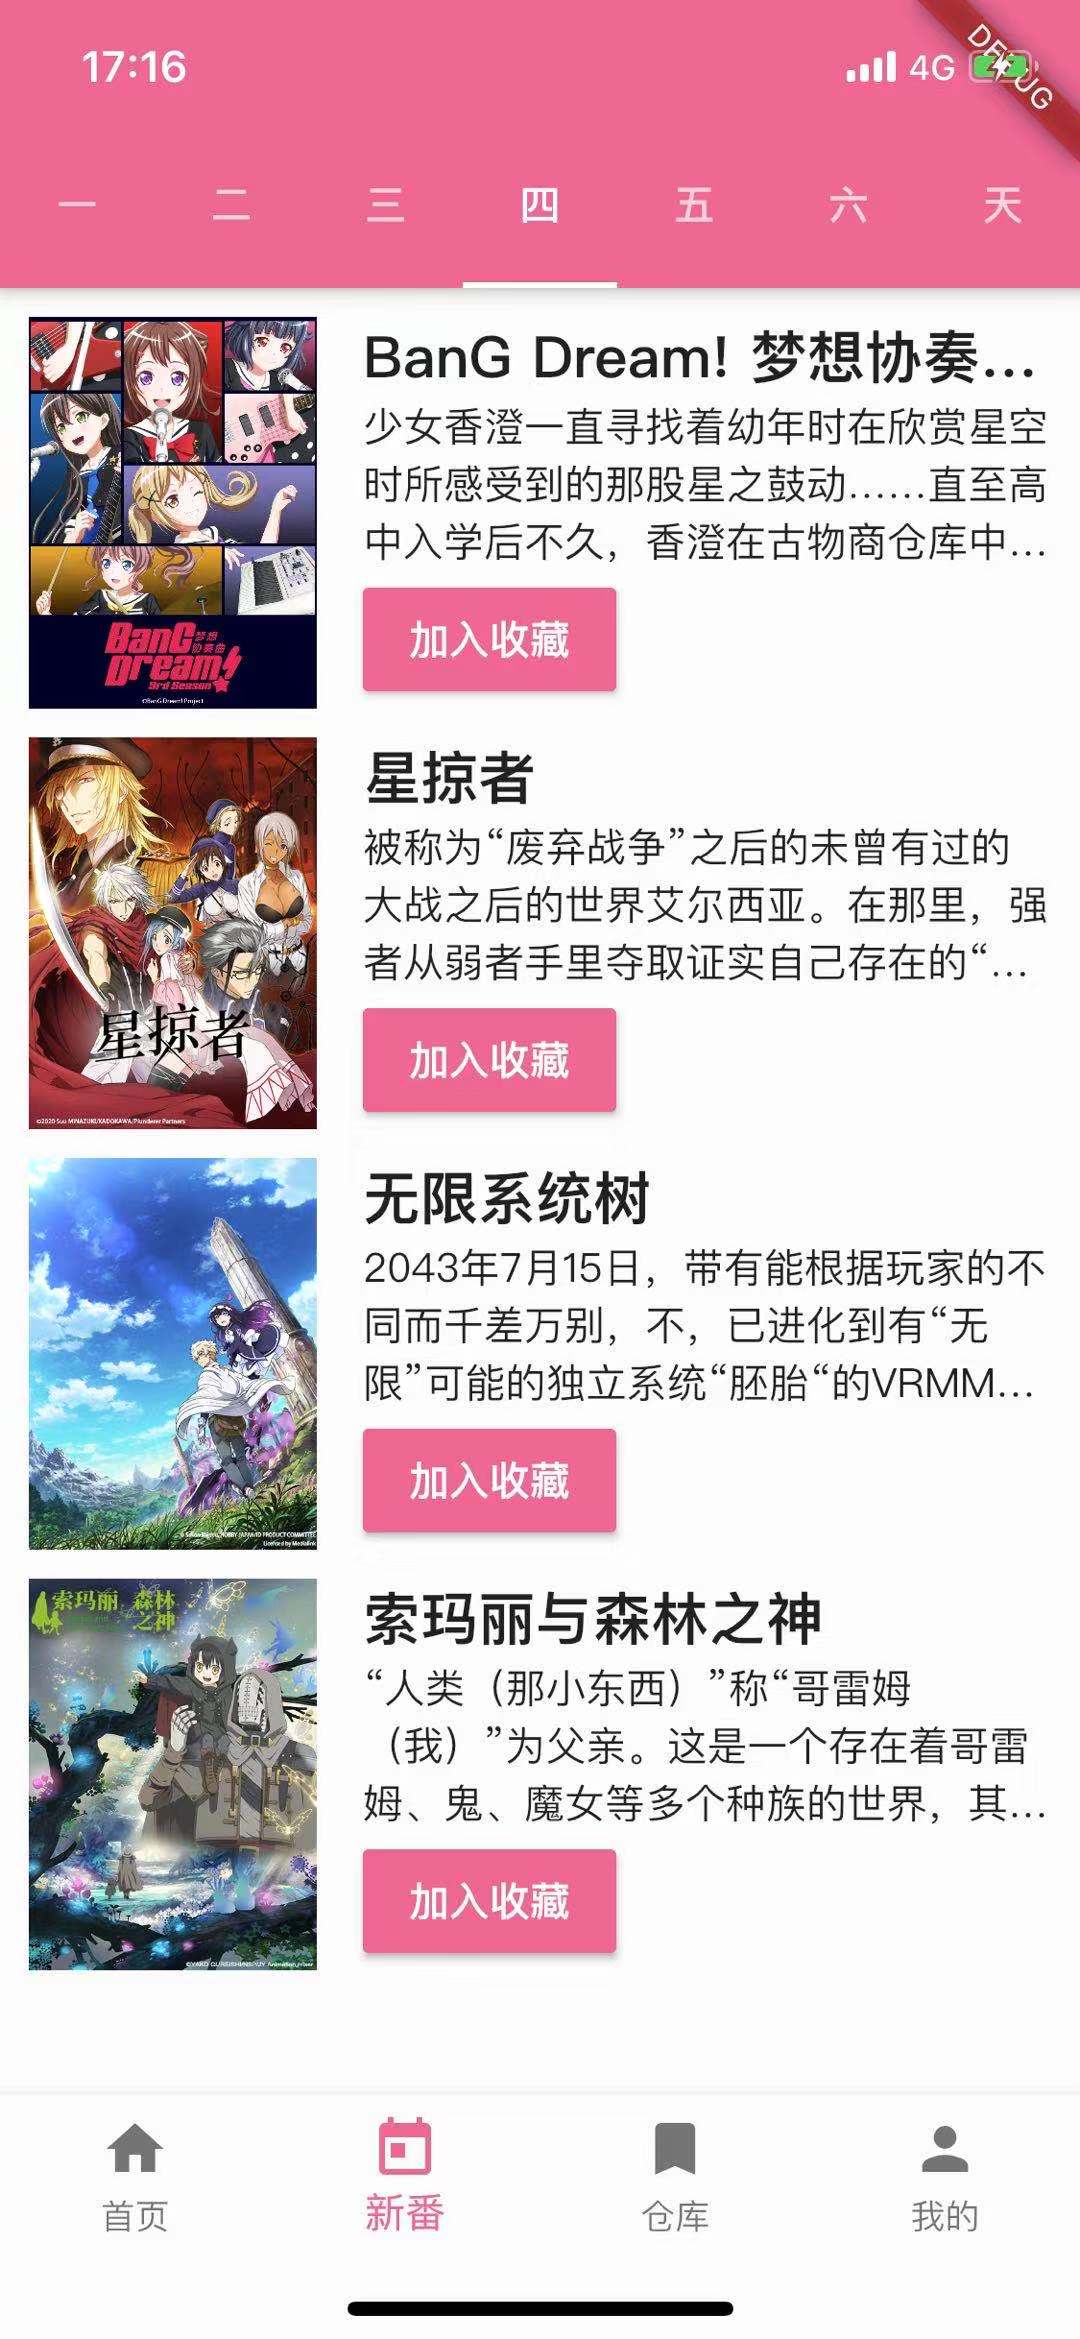 17:16
4G
一 二 三 四 五 六 天
BanG Dream! 梦想协奏...
少女香澄一直寻找着幼年时在欣赏星空
时所感受到的那股星之鼓动……直至高
中入学后不久，香澄在古物商仓库中...
加入收藏
BanG Dream! 梦想协奏曲
3rd Season
©BanG Dream! Project
星掠者
被称为“废弃战争”之后的未曾有过的
大战之后的世界艾尔西亚。在那里，强
者从弱者手里夺取证实自己存在的“...
加入收藏
星掠者
©2020 Suu MINAZUKI/KADOKAWA/Plunderer Partners
无限系统树
2043年7月15日，带有能根据玩家的不
同而千差万别，不，已进化到有“无
限”可能的独立系统“胚胎“的VRMM...
加入收藏
Licensed by Medialink
索玛丽与森林之神
“人类（那小东西）”称“哥雷姆
（我）”为父亲。这是一个存在着哥雷
姆、鬼、魔女等多个种族的世界，其...
加入收藏
索玛丽 森林
之神
首页
新番
仓库
我的